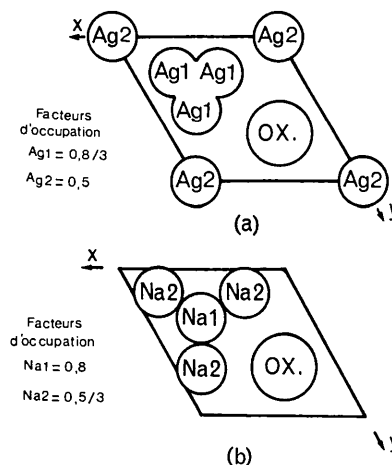 x
Ag2
Ag2
Ag1 Ag1
Ag1
OX.
Facteurs
d'occupation
Ag1 = 0,8/3
Ag2 = 0,5
Ag2
Ag2
y
(a)
x
Na2
Na2
Na1
Na2
OX.
Facteurs
d'occupation
Na1 = 0,8
Na2 = 0,5/3
y
(b)